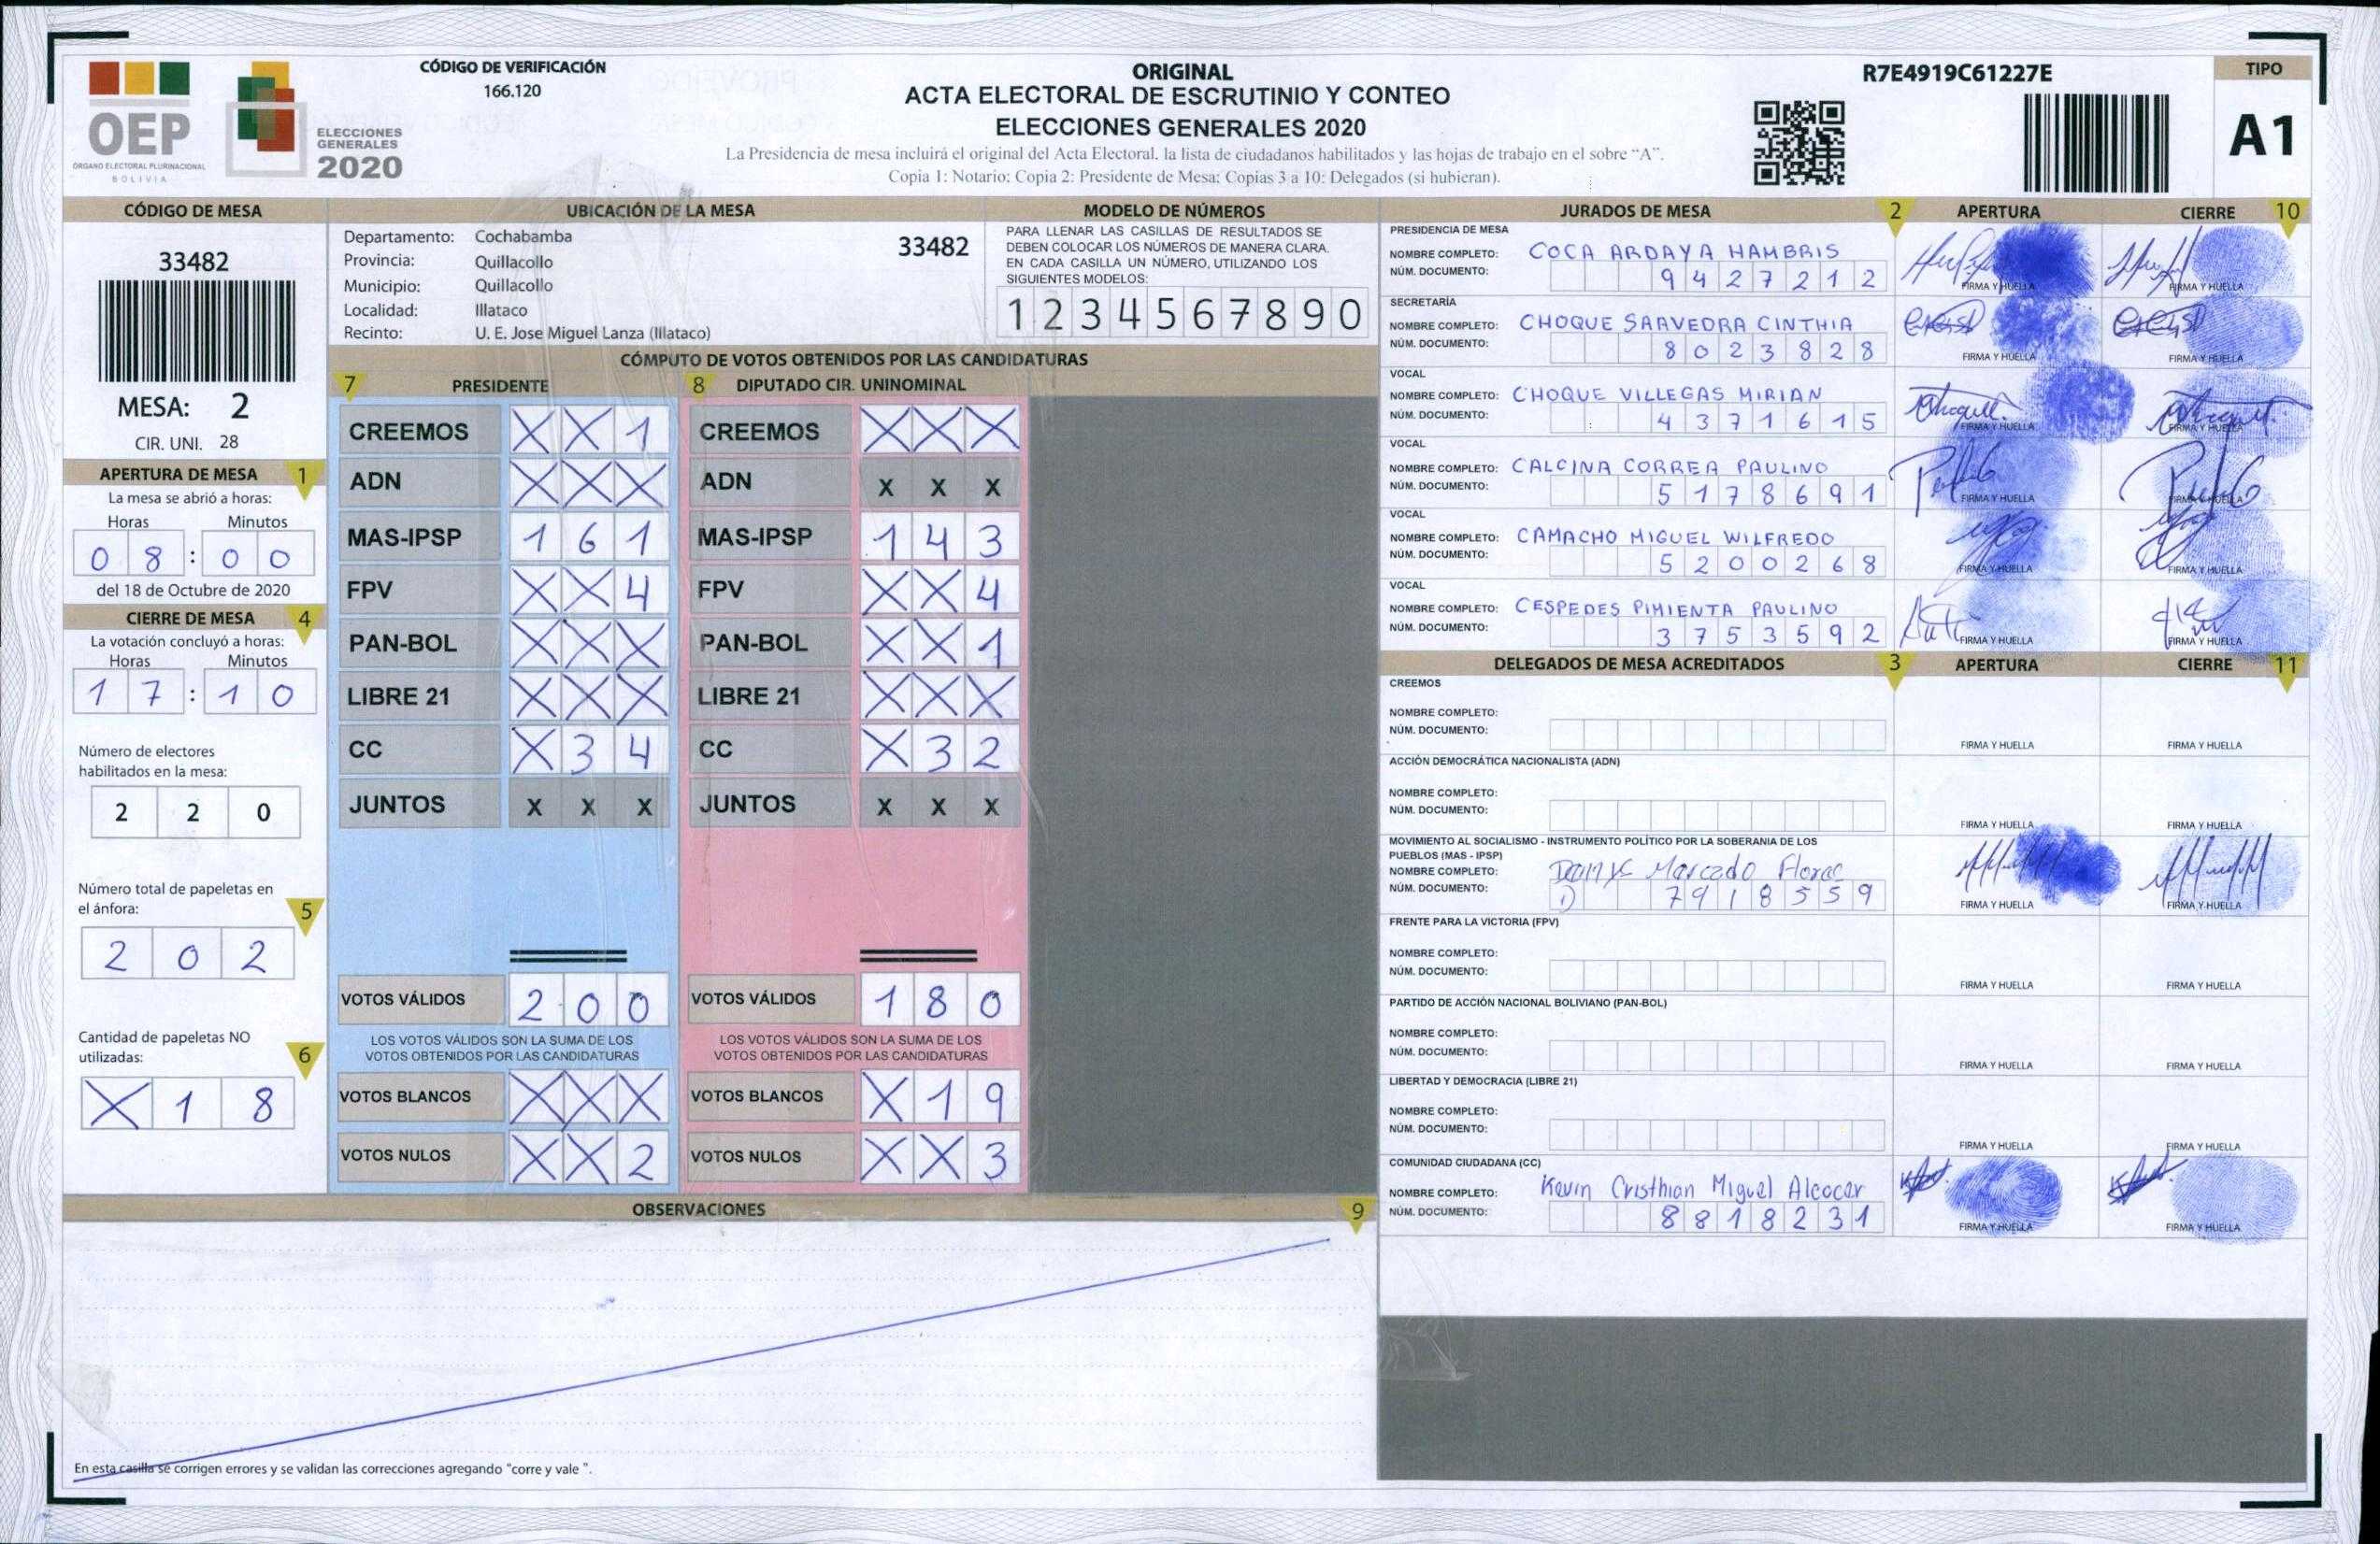 OEP
ÓRGANO ELECTORAL PLURINACIONAL
BOLIVIA
ELECCIONES
GENERALES
2020
CÓDIGO DE VERIFICACIÓN
166.120
ORIGINAL
ACTA ELECTORAL DE ESCRUTINIO Y CONTEO
ELECCIONES GENERALES 2020
La Presidencia de mesa incluirá el original del Acta Electoral, la lista de ciudadanos habilitados y las hojas de trabajo en el sobre "A".
Copia 1: Notario; Copia 2: Presidente de Mesa; Copias 3 a 10: Delegados (si hubieran).
R7E4919C61227E
TIPO
A1
CÓDIGO DE MESA
33482
MESA: 2
CIR. UNI. 28
APERTURA DE MESA 1
La mesa se abrió a horas:
Horas Minutos
0 8 : 0 0
del 18 de Octubre de 2020
CIERRE DE MESA 4
La votación concluyó a horas:
Horas Minutos
1 7 : 1 0
Número de electores
habilitados en la mesa:
2 2 0
Número total de papeletas en
el ánfora: 5
2 0 2
Cantidad de papeletas NO
utilizadas: 6
X 1 8
UBICACIÓN DE LA MESA
Departamento: Cochabamba
33482
Provincia: Quillacollo
Municipio: Quillacollo
Localidad: Illataco
Recinto: U. E. Jose Miguel Lanza (Illataco)
MODELO DE NÚMEROS
PARA LLENAR LAS CASILLAS DE RESULTADOS SE
DEBEN COLOCAR LOS NÚMEROS DE MANERA CLARA.
EN CADA CASILLA UN NÚMERO, UTILIZANDO LOS
SIGUIENTES MODELOS:
1 2 3 4 5 6 7 8 9 0
CÓMPUTO DE VOTOS OBTENIDOS POR LAS CANDIDATURAS
7 PRESIDENTE 8 DIPUTADO CIR. UNINOMINAL
CREEMOS X X 1 CREEMOS X X X
ADN X X X ADN X X X
MAS-IPSP 1 6 1 MAS-IPSP 1 4 3
FPV X X 4 FPV X X 4
PAN-BOL X X X PAN-BOL X X 1
LIBRE 21 X X X LIBRE 21 X X X
CC X 3 4 CC X 3 2
JUNTOS X X X JUNTOS X X X
VOTOS VÁLIDOS 2 0 0 VOTOS VÁLIDOS 1 8 0
LOS VOTOS VÁLIDOS SON LA SUMA DE LOS LOS VOTOS VÁLIDOS SON LA SUMA DE LOS
VOTOS OBTENIDOS POR LAS CANDIDATURAS VOTOS OBTENIDOS POR LAS CANDIDATURAS
VOTOS BLANCOS X X X VOTOS BLANCOS X 1 9
VOTOS NULOS X X 2 VOTOS NULOS X X 3
OBSERVACIONES 9
En esta casilla se corrigen errores y se validan las correcciones agregando "corre y vale ".
JURADOS DE MESA 2 APERTURA CIERRE 10
PRESIDENCIA DE MESA
NOMBRE COMPLETO: COCA ARDAYA HAMBRIS
NÚM. DOCUMENTO: 9 4 2 7 2 1 2
FIRMA Y HUELLA FIRMA Y HUELLA
SECRETARÍA
NOMBRE COMPLETO: CHOQUE SAAVEDRA CINTHIA
NÚM. DOCUMENTO: 8 0 2 3 8 2 8
FIRMA Y HUELLA FIRMA Y HUELLA
VOCAL
NOMBRE COMPLETO: CHOQUE VILLEGAS MIRIAN
NÚM. DOCUMENTO: 4 3 7 1 6 1 5
FIRMA Y HUELLA FIRMA Y HUELLA
VOCAL
NOMBRE COMPLETO: CALCINA CORREA PAULINO
NÚM. DOCUMENTO: 5 1 7 8 6 9 1
FIRMA Y HUELLA FIRMA Y HUELLA
VOCAL
NOMBRE COMPLETO: CAMACHO MIGUEL WILFREDO
NÚM. DOCUMENTO: 5 2 0 0 2 6 8
FIRMA Y HUELLA FIRMA Y HUELLA
VOCAL
NOMBRE COMPLETO: CESPEDES PIMIENTA PAULINO
NÚM. DOCUMENTO: 3 7 5 3 5 9 2
FIRMA Y HUELLA FIRMA Y HUELLA
DELEGADOS DE MESA ACREDITADOS 3 APERTURA CIERRE 11
CREEMOS
NOMBRE COMPLETO:
NÚM. DOCUMENTO:
FIRMA Y HUELLA FIRMA Y HUELLA
ACCIÓN DEMOCRÁTICA NACIONALISTA (ADN)
NOMBRE COMPLETO:
NÚM. DOCUMENTO:
FIRMA Y HUELLA FIRMA Y HUELLA
MOVIMIENTO AL SOCIALISMO - INSTRUMENTO POLÍTICO POR LA SOBERANIA DE LOS
PUEBLOS (MAS - IPSP)
NOMBRE COMPLETO: Marcado Flores
NÚM. DOCUMENTO: 7 9 1 8 5 5 9
FIRMA Y HUELLA FIRMA Y HUELLA
FRENTE PARA LA VICTORIA (FPV)
NOMBRE COMPLETO:
NÚM. DOCUMENTO:
FIRMA Y HUELLA FIRMA Y HUELLA
PARTIDO DE ACCIÓN NACIONAL BOLIVIANO (PAN-BOL)
NOMBRE COMPLETO:
NÚM. DOCUMENTO:
FIRMA Y HUELLA FIRMA Y HUELLA
LIBERTAD Y DEMOCRACIA (LIBRE 21)
NOMBRE COMPLETO:
NÚM. DOCUMENTO:
FIRMA Y HUELLA FIRMA Y HUELLA
COMUNIDAD CIUDADANA (CC)
NOMBRE COMPLETO: Kevin Cristhian Miguel Alcocer
NÚM. DOCUMENTO: 8 8 1 8 2 3 1
FIRMA Y HUELLA FIRMA Y HUELLA